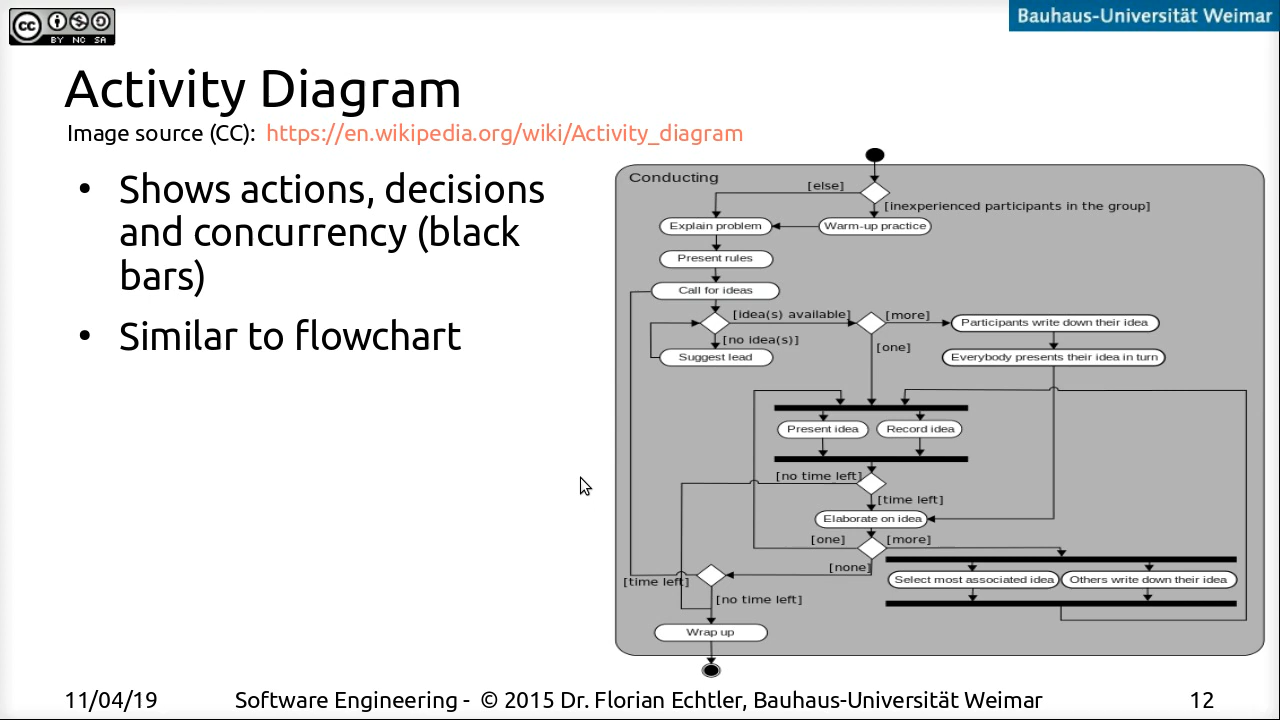 cc
BY NC SA
Bauhaus-Universität Weimar
Activity Diagram
Image source (CC): https://en.wikipedia.org/wiki/Activity_diagram
• Shows actions, decisions
and concurrency (black
bars)
• Similar to flowchart
Conducting
[else]
[inexperienced participants in the group]
Explain problem
Warm-up practice
Present rules
Call for ideas
[idea(s) available]
[more]
Participants write down their idea
[no idea(s)]
[one]
Suggest lead
Everybody presents their idea in turn
Present idea
Record idea
[no time left]
[time left]
Elaborate on idea
[one]
[more]
[none]
[time left]
Select most associated idea
Others write down their idea
[no time left]
Wrap up
11/04/19
Software Engineering - © 2015 Dr. Florian Echtler, Bauhaus-Universität Weimar
12